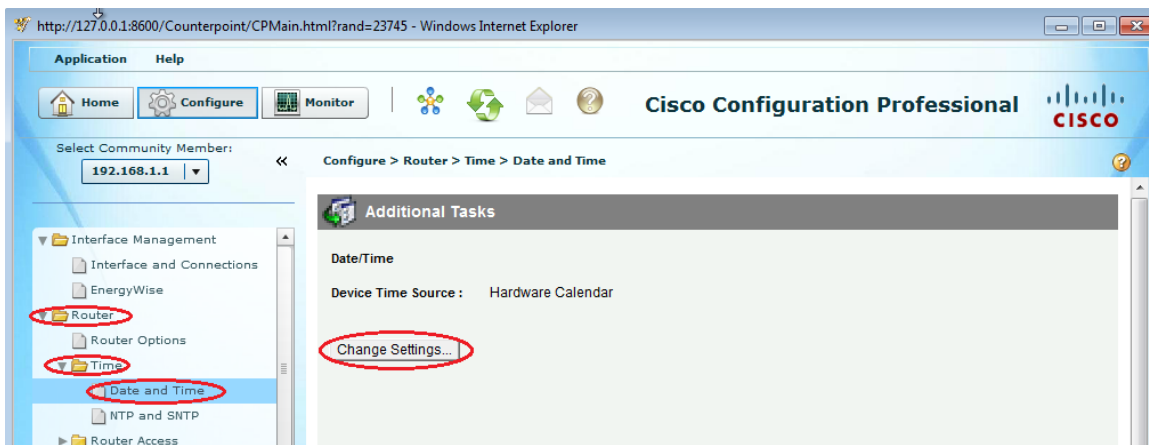 http://127.0.0.1:8600/Counterpoint/CPMain.html?rand=23745 - Windows Internet Explorer
Application Help
Home Configure Monitor Cisco Configuration Professional CISCO
Select Community Member:
192.168.1.1
Configure > Router > Time > Date and Time
Additional Tasks
Interface Management
Interface and Connections
EnergyWise
Router
Router Options
Time
Date and Time
NTP and SNTP
Router Access
Date/Time
Device Time Source : Hardware Calendar
Change Settings...